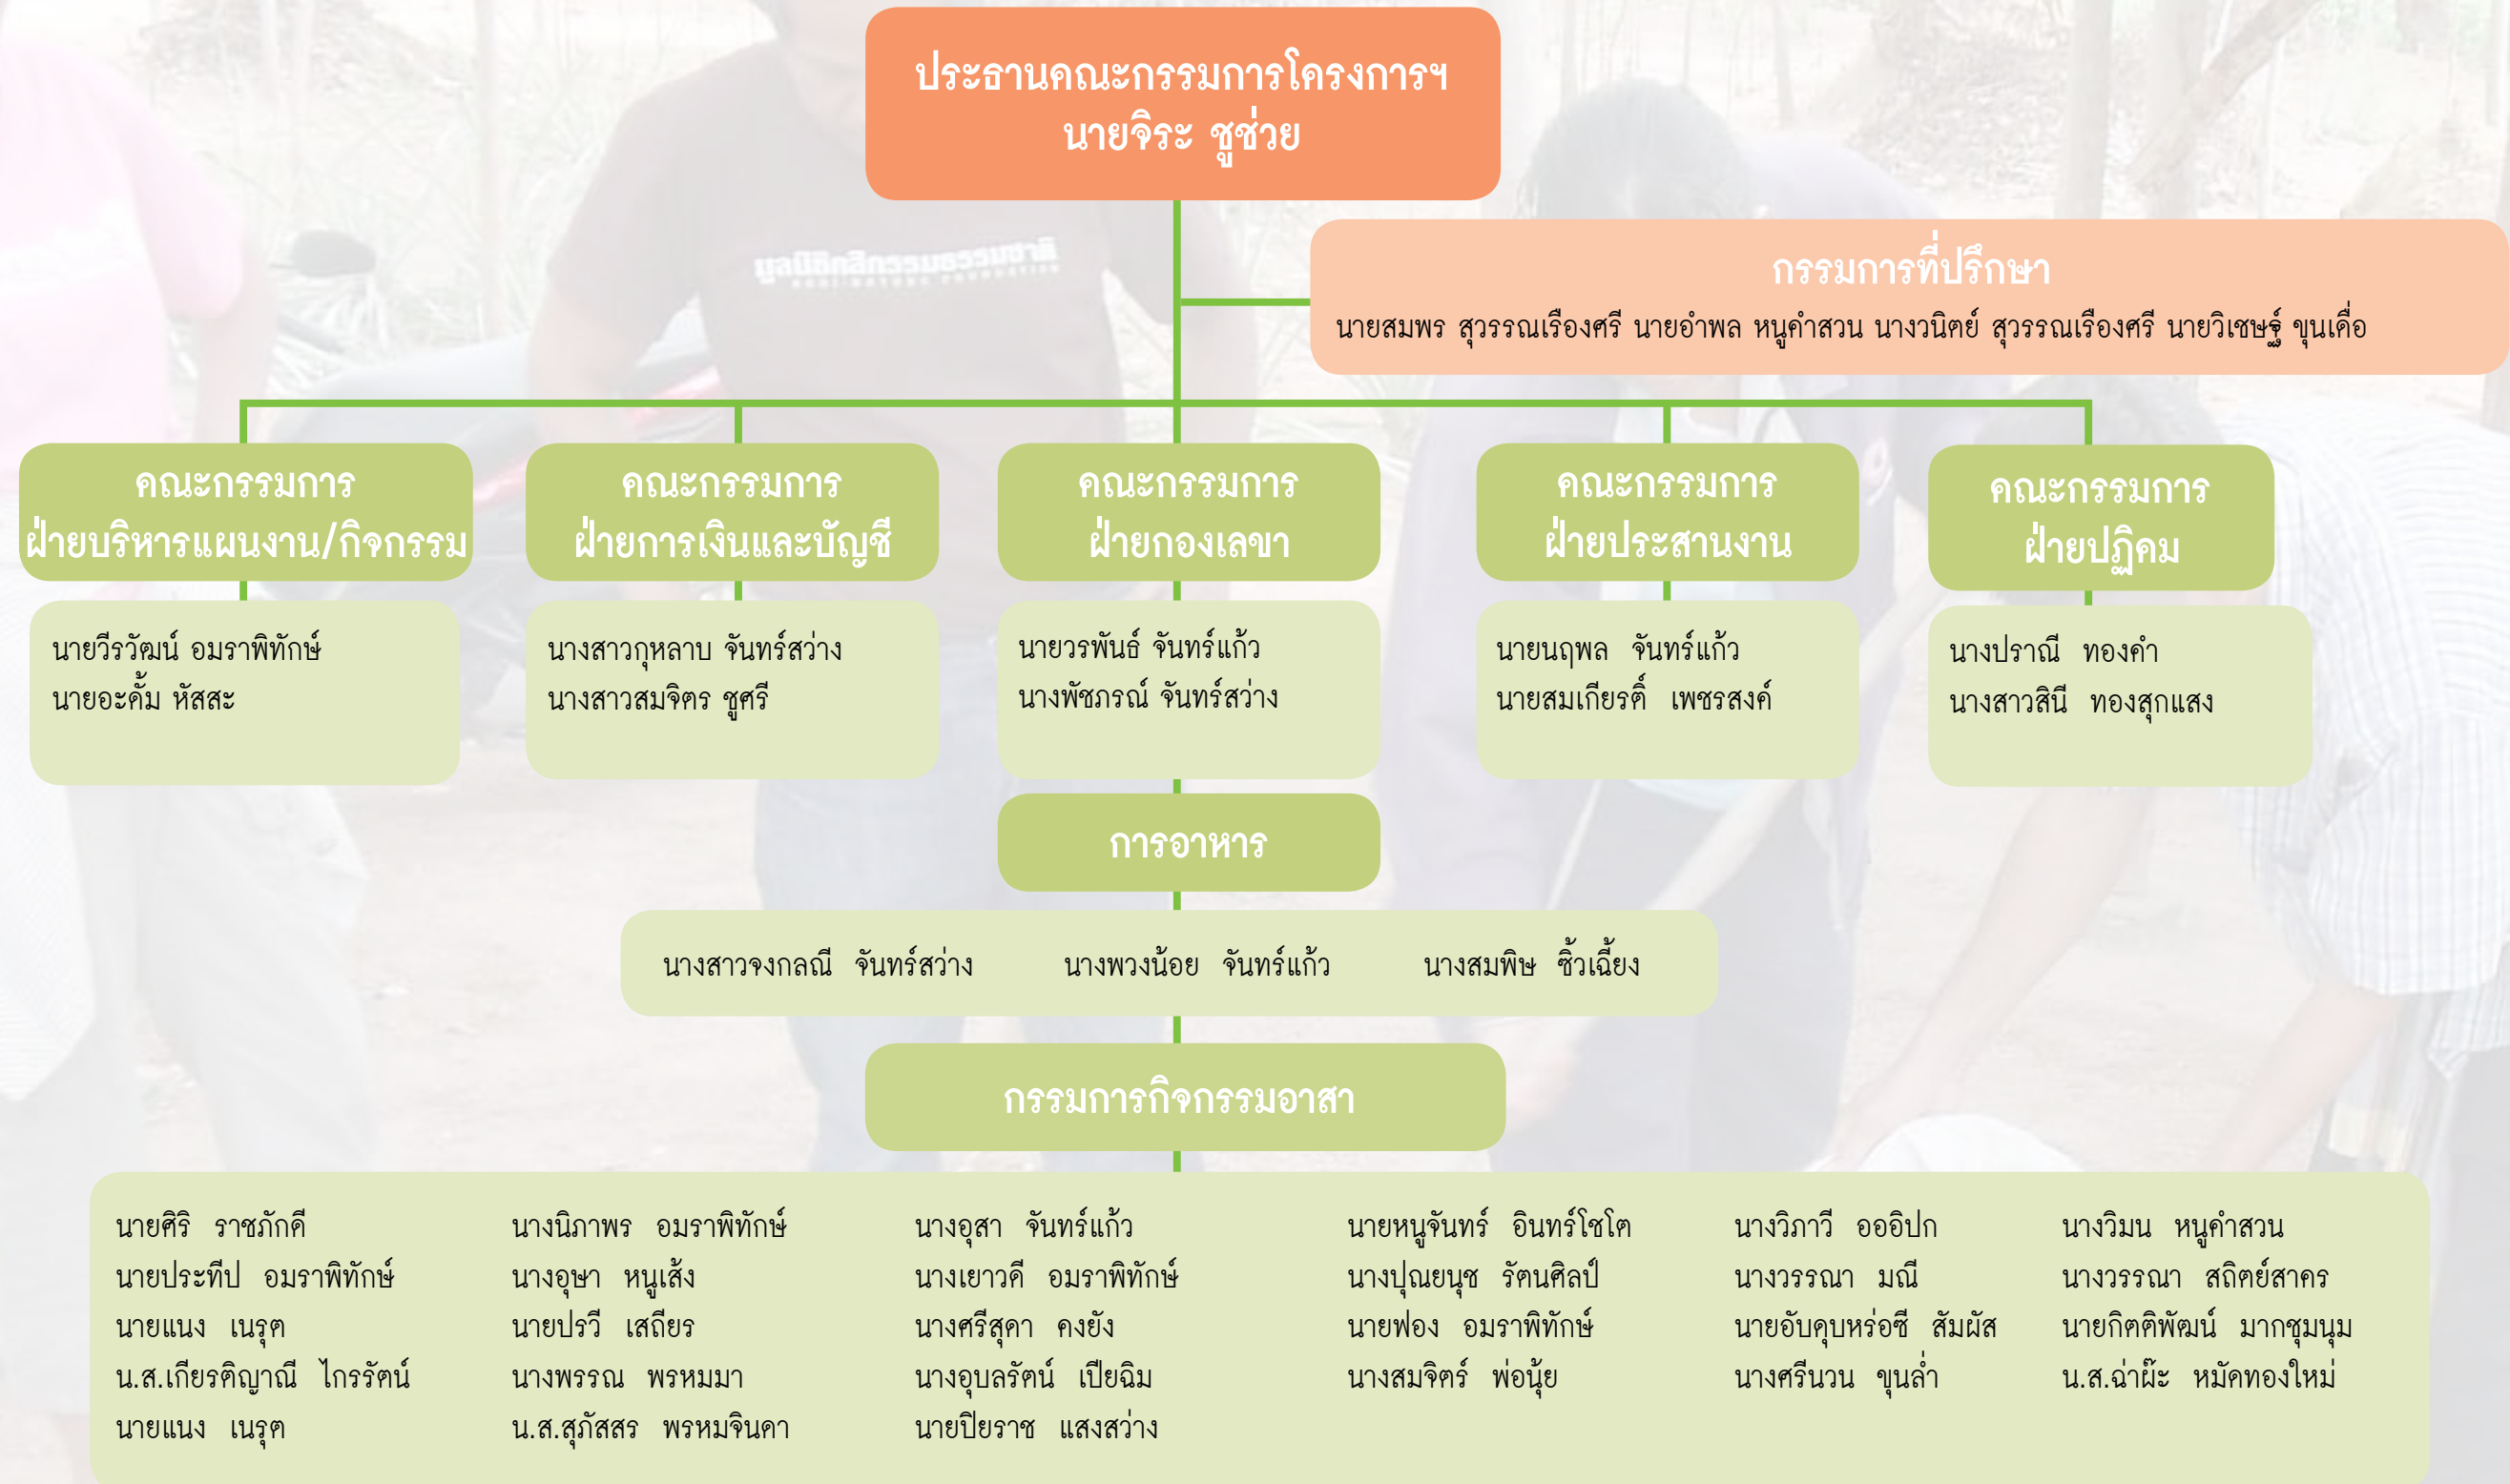 ประธานคณะกรรมการโครงการฯ
นายจิระ ชูช่วย
มูลนิธิกสิกรรมธรรมชาติ
กรรมการที่ปรึกษา
นายสมพร สุวรรณเรืองศรี นายอำพล หนูคำสวน นางวนิตย์ สุวรรณเรืองศรี นายวิเชษฐ์ ขุนเดื่อ
คณะกรรมการ
ฝ่ายบริหารแผนงาน/กิจกรรม
นายวีรวัฒน์ อมราพิทักษ์
นายอะดั้ม หัสสะ
คณะกรรมการ
ฝ่ายการเงินและบัญชี
นางสาวกุหลาบ จันทร์สว่าง
นางสาวสมจิตร ชูศรี
คณะกรรมการ
ฝ่ายกองเลขา
นายวรพันธ์ จันทร์แก้ว
นางพัชภรณ์ จันทร์สว่าง
คณะกรรมการ
ฝ่ายประสานงาน
นายนฤพล จันทร์แก้ว
นายสมเกียรติ์ เพชรสงค์
คณะกรรมการ
ฝ่ายปฏิคม
นางปราณี ทองคำ
นางสาวสินี ทองสุกแสง
การอาหาร
นางสาวจงกลณี จันทร์สว่าง นางพวงน้อย จันทร์แก้ว นางสมพิษ ซิ้วเฉี้ยง
กรรมการกิจกรรมอาสา
นายศิริ ราชภักดี
นายประทีป อมราพิทักษ์
นายแนง เนรุต
น.ส.เกียรติญาณี ไกรรัตน์
นายแนง เนรุต
นางนิภาพร อมราพิทักษ์
นางอุษา หนูเส้ง
นายปรวี เสถียร
นางพรรณ พรหมมา
น.ส.สุภัสสร พรหมจินดา
นางอุสา จันทร์แก้ว
นางเยาวดี อมราพิทักษ์
นางศรีสุดา คงยัง
นางอุบลรัตน์ เปียฉิม
นายปิยราช แสงสว่าง
นายหนูจันทร์ อินทร์โชโต
นางปุณยนุช รัตนศิลป์
นายฟอง อมราพิทักษ์
นางสมจิตร์ พ่อนุ้ย
นางวิภาวี ออฮิปก
นางวรรณา มณี
นายอับดุบหร่อซี สัมผัส
นางศรีนวน ขุนล่ำ
นางวิมน หนูคำสวน
นางวรรณา สถิตย์สาคร
นายกิตติพัฒน์ มากชุมนุม
น.ส.ฉ่าผ๊ะ หมัดทองใหม่